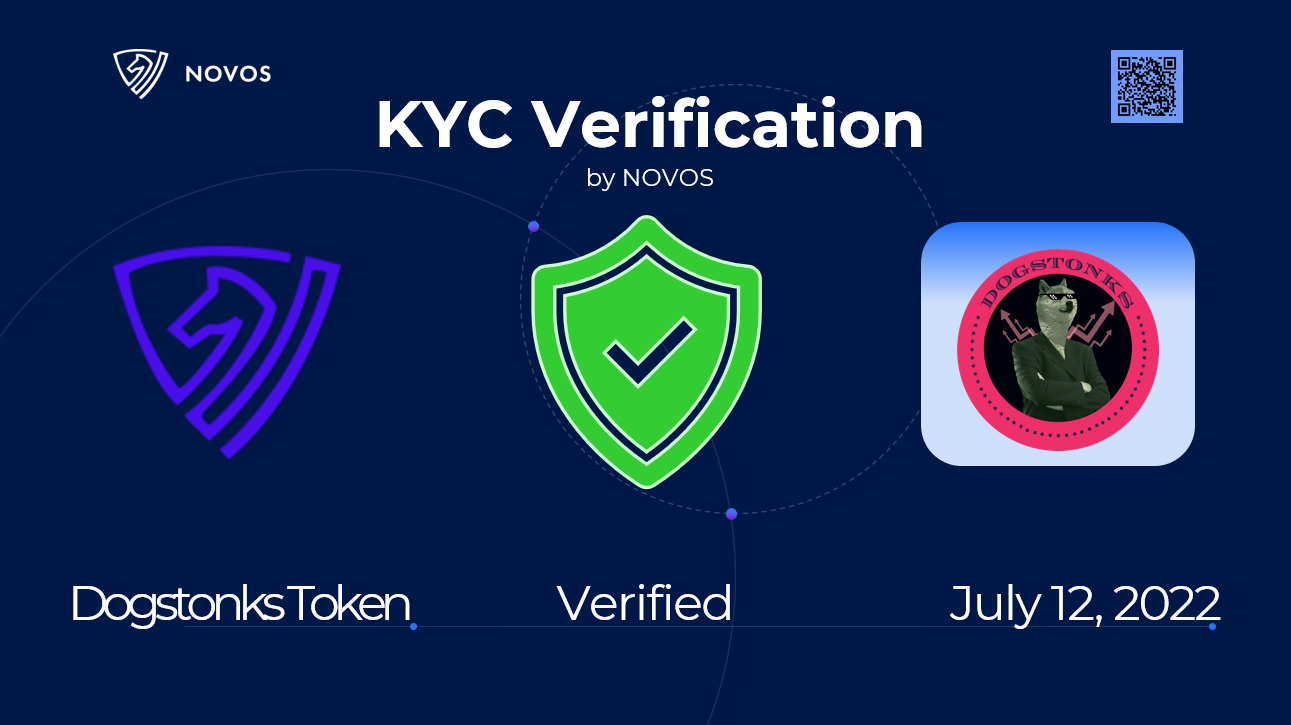 NOVOS
KYC Verification
by NOVOS
DOGSTONKS
Dogstonks Token
Verified
July 12, 2022